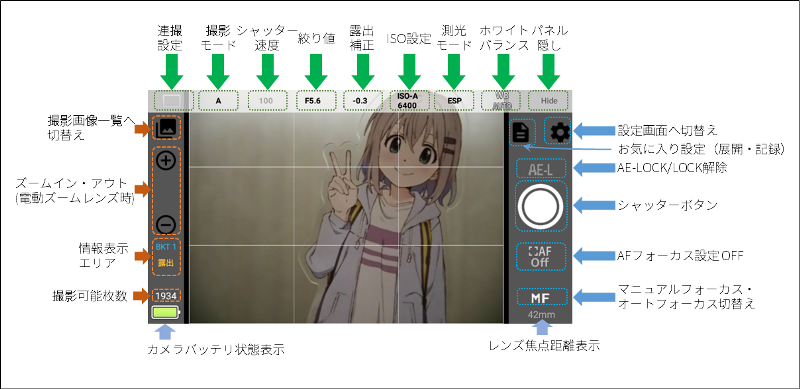 連撮
設定
撮影
モード
シャッター
速度
絞り値
露出
補正
ISO設定
測光
モード
ホワイト
バランス
パネル
隠し
A
100
F5.6
-0.3
ISO-A
6400
ESP
WB
AUTO
Hide
撮影画像一覧へ
切替え
ズームイン・アウト
(電動ズームレンズ時)
情報表示
エリア
BKT 1
露出
撮影可能枚数
1934
カメラバッテリ状態表示
設定画面へ切替え
お気に入り設定（展開・記録）
AE-L
AE-LOCK/LOCK解除
シャッターボタン
AF
Off
AFフォーカス設定OFF
MF
マニュアルフォーカス・
オートフォーカス切替え
42mm
レンズ焦点距離表示